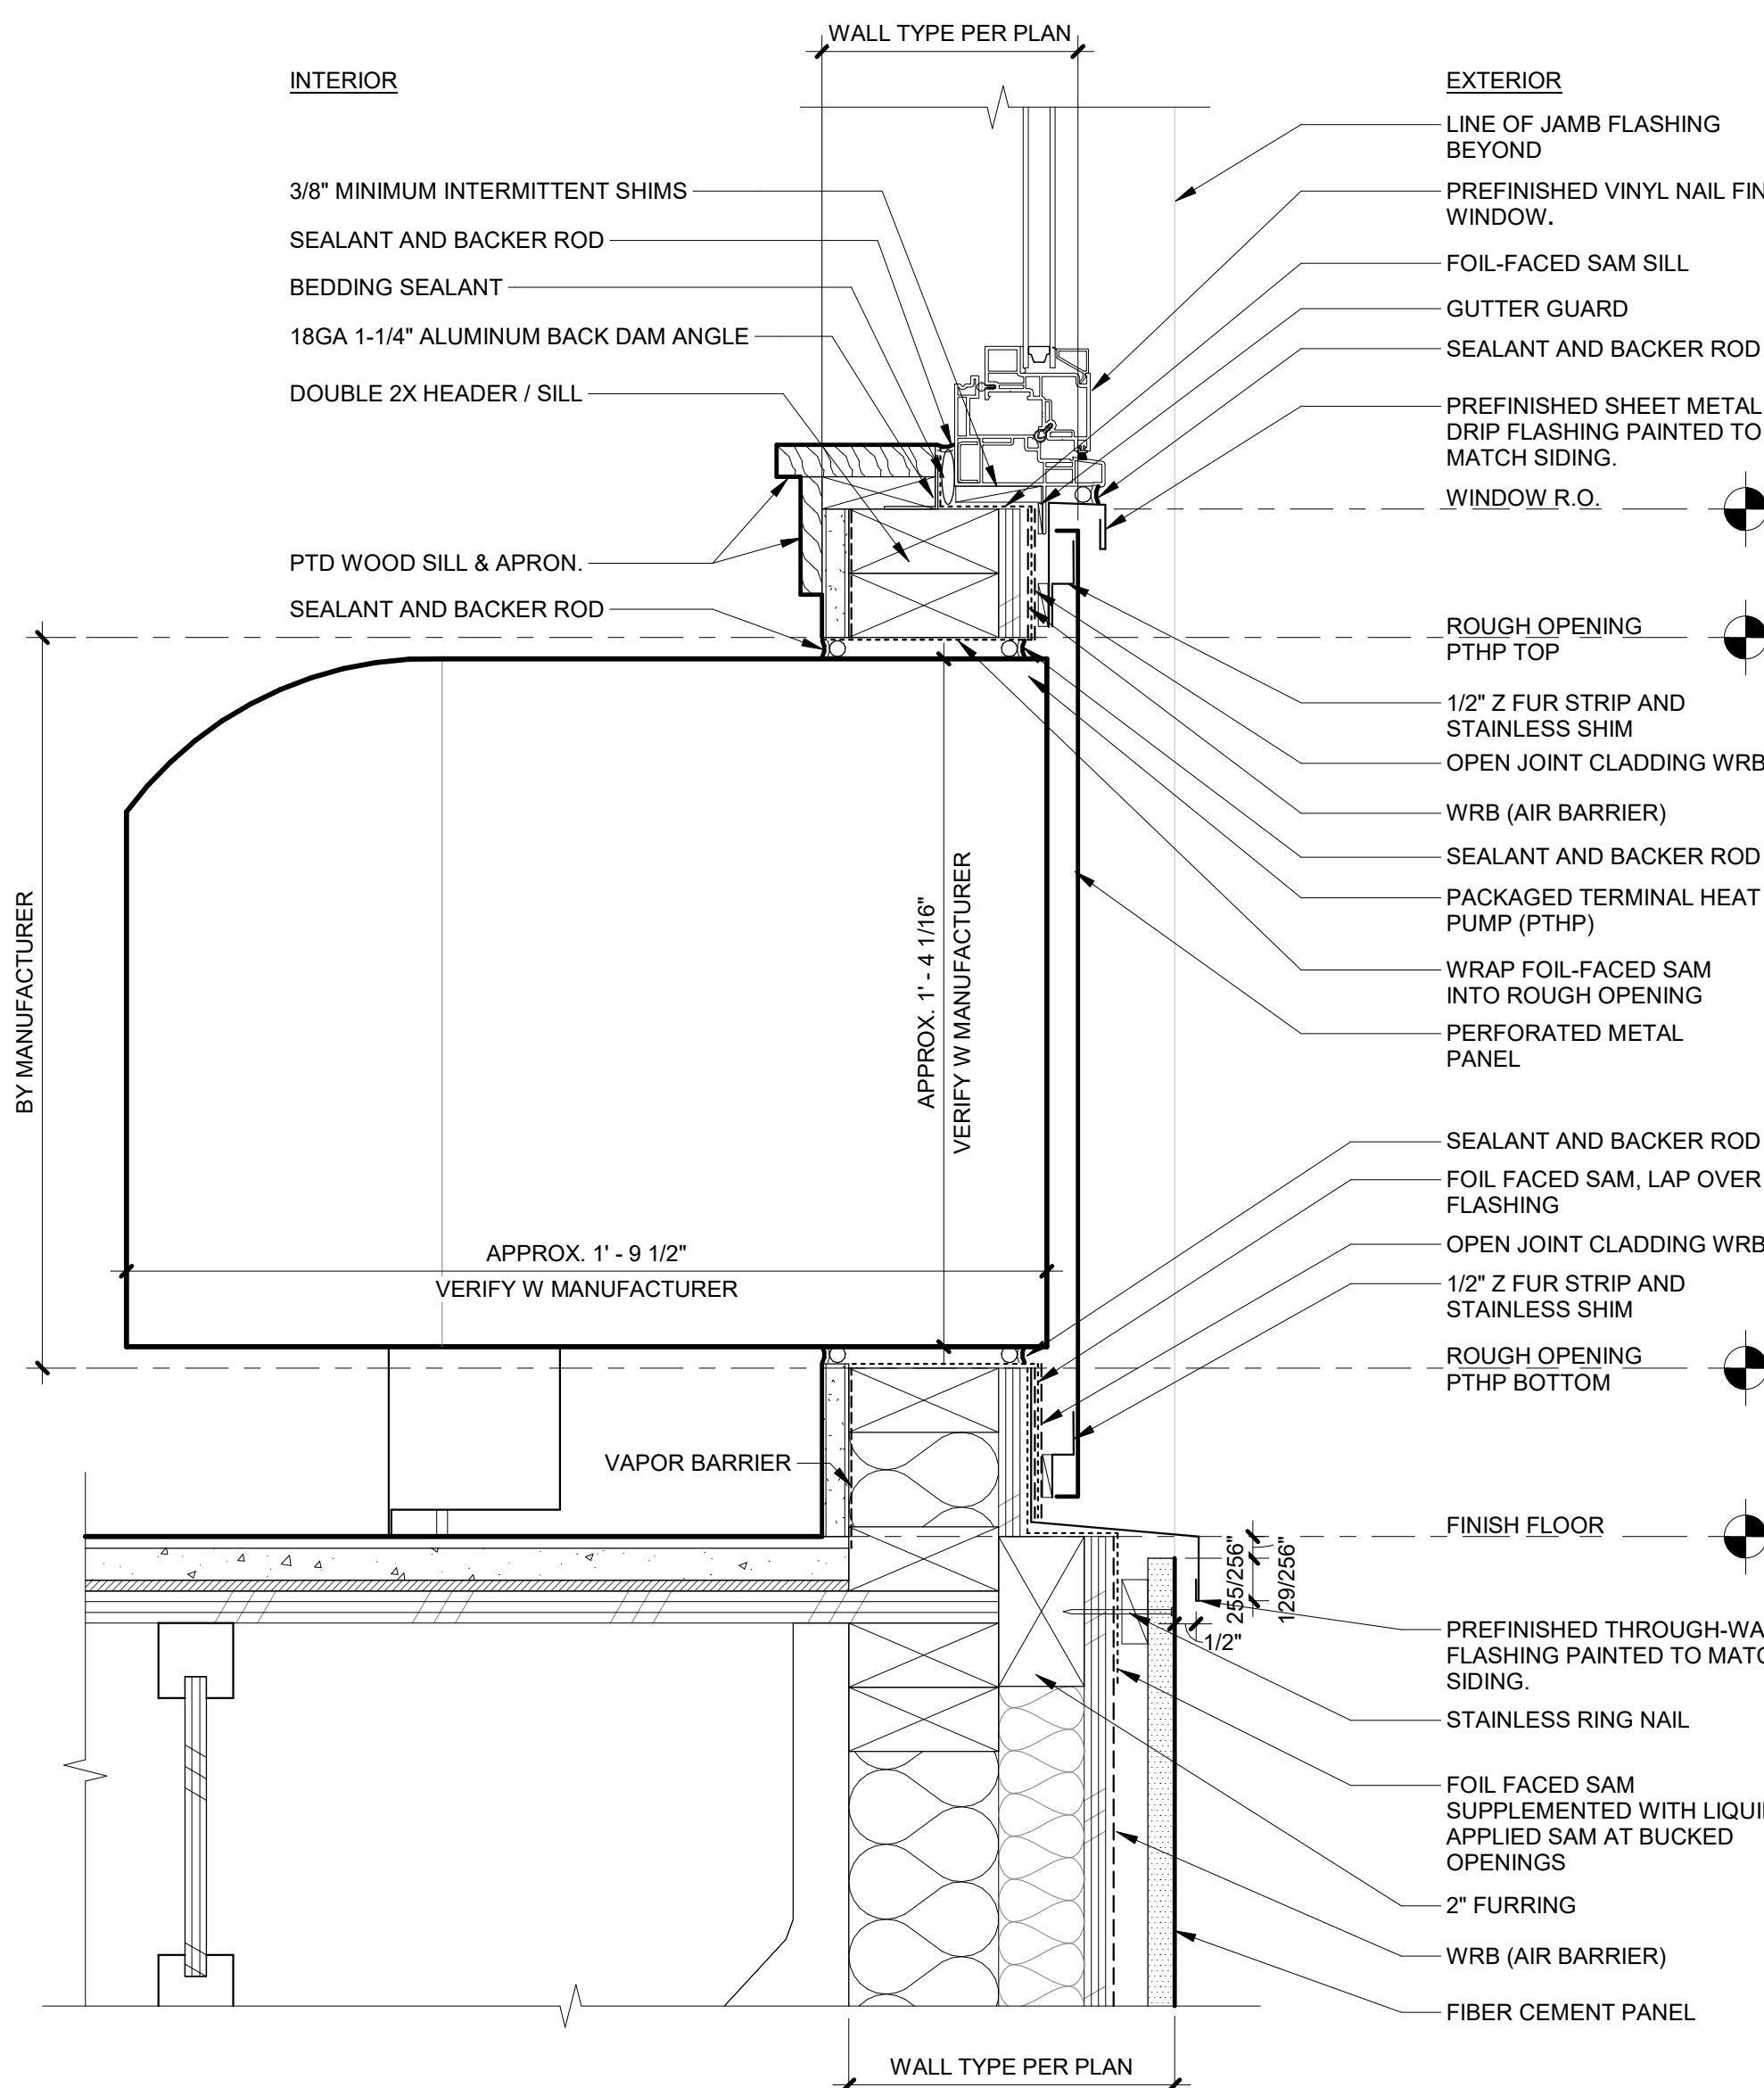 WALL TYPE PER PLAN
INTERIOR
3/8" MINIMUM INTERMITTENT SHIMS
SEALANT AND BACKER ROD
BEDDING SEALANT
18GA 1-1/4" ALUMINUM BACK DAM ANGLE
DOUBLE 2X HEADER / SILL
PTD WOOD SILL & APRON.
SEALANT AND BACKER ROD
BY MANUFACTURER
APPROX. 1' - 4 1/16"
VERIFY W MANUFACTURER
APPROX. 1' - 9 1/2"
VERIFY W MANUFACTURER
VAPOR BARRIER
EXTERIOR
LINE OF JAMB FLASHING
BEYOND
PREFINISHED VINYL NAIL FIN
WINDOW.
FOIL-FACED SAM SILL
GUTTER GUARD
SEALANT AND BACKER ROD
PREFINISHED SHEET METAL
DRIP FLASHING PAINTED TO
MATCH SIDING.
WINDOW R.O.
ROUGH OPENING
PTHP TOP
1/2" Z FUR STRIP AND
STAINLESS SHIM
OPEN JOINT CLADDING WRB
WRB (AIR BARRIER)
SEALANT AND BACKER ROD
PACKAGED TERMINAL HEAT
PUMP (PTHP)
WRAP FOIL-FACED SAM
INTO ROUGH OPENING
PERFORATED METAL
PANEL
SEALANT AND BACKER ROD
FOIL FACED SAM, LAP OVER
FLASHING
OPEN JOINT CLADDING WRB
1/2" Z FUR STRIP AND
STAINLESS SHIM
ROUGH OPENING
PTHP BOTTOM
FINISH FLOOR
255/256"
129/256"
1/2"
PREFINISHED THROUGH-WA
FLASHING PAINTED TO MATC
SIDING.
STAINLESS RING NAIL
FOIL FACED SAM
SUPPLEMENTED WITH LIQUI
APPLIED SAM AT BUCKED
OPENINGS
2" FURRING
WRB (AIR BARRIER)
FIBER CEMENT PANEL
WALL TYPE PER PLAN